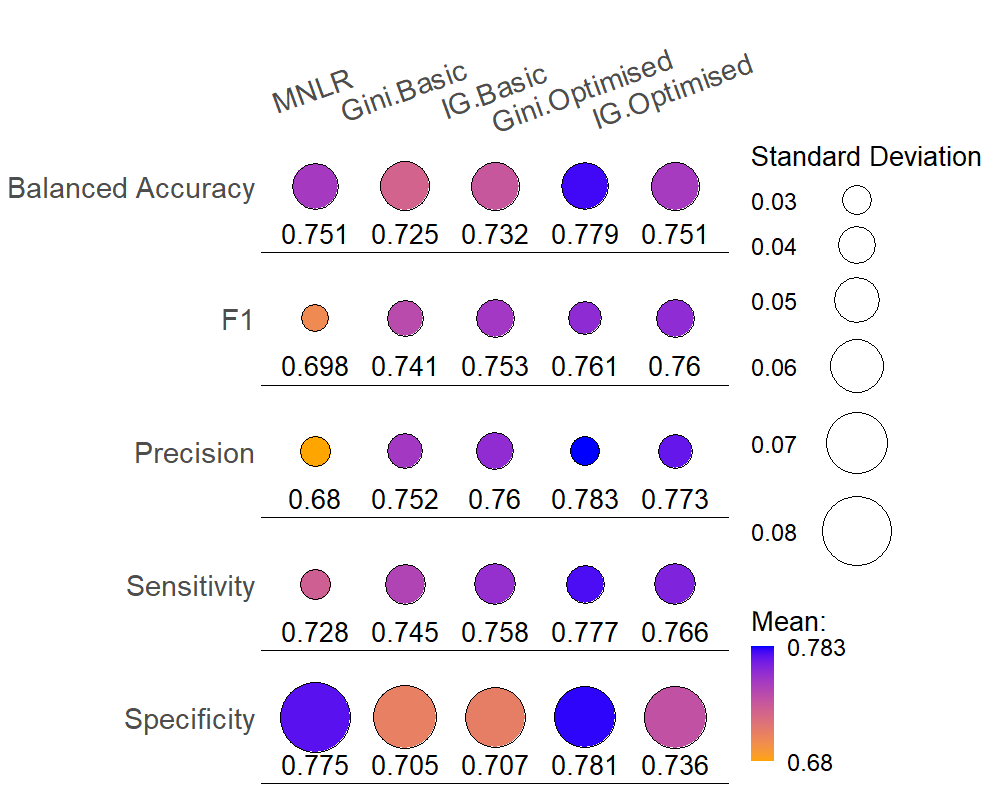 MNLR Gini.Basic IG.Basic Gini.Optimised IG.Optimised
Balanced Accuracy
0.751 0.725 0.732 0.779 0.751
F1
0.698 0.741 0.753 0.761 0.76
Precision
0.68 0.752 0.76 0.783 0.773
Sensitivity
0.728 0.745 0.758 0.777 0.766
Specificity
0.775 0.705 0.707 0.781 0.736
Standard Deviation
0.03
0.04
0.05
0.06
0.07
0.08
Mean:
0.783
0.68